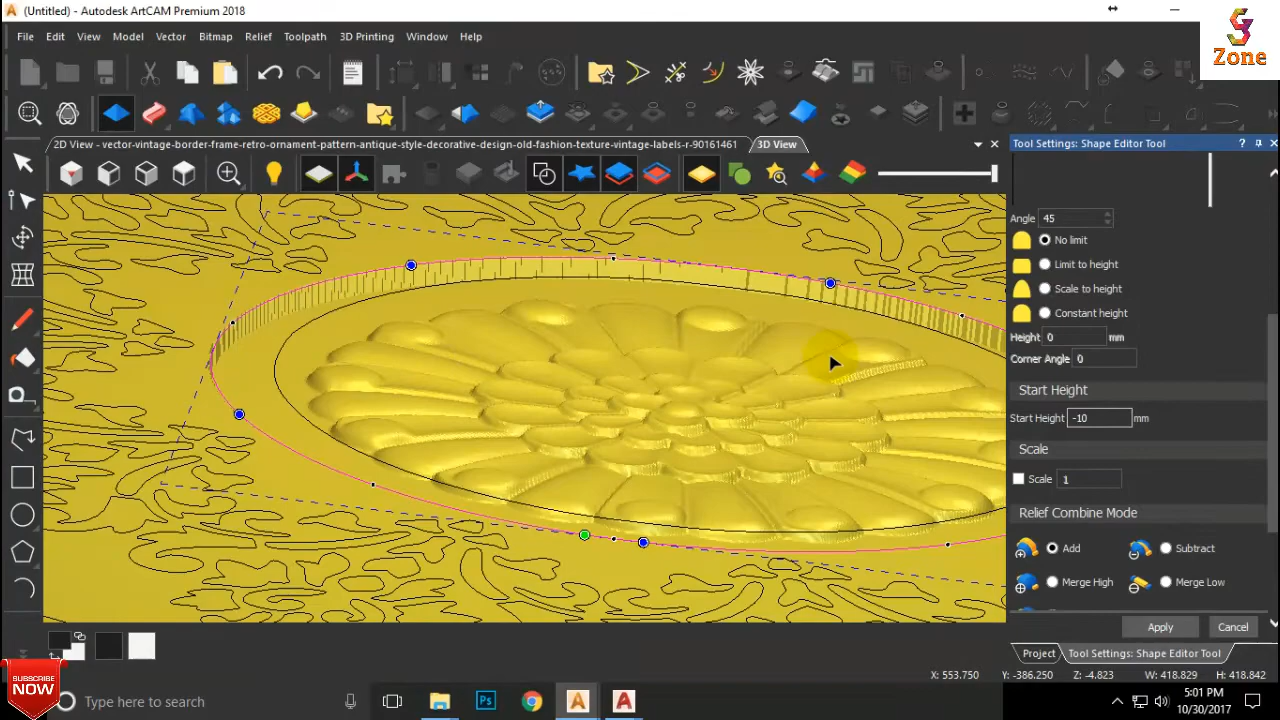 (Untitled) - Autodesk ArtCAM Premium 2018
Zone
File Edit View Model Vector Bitmap Relief Toolpath 3D Printing Window Help
2D View - vector-vintage-border-frame-retro-ornament-pattern-antique-style-decorative-design-old-fashion-texture-vintage-labels-r-90161461 3D View
Tool Settings: Shape Editor Tool
Angle 45
No limit
Limit to height
Scale to height
Constant height
Height 0 mm
Corner Angle 0
Start Height
Start Height -10 mm
Scale
Scale 1
Relief Combine Mode
Add Subtract
Merge High Merge Low
Apply Cancel
Project Tool Settings: Shape Editor Tool
X: 553.750 Y: -386.250 Z: -4.823 W: 418.829 H: 418.842
SUBSCRIBE
NOW
Type here to search
5:01 PM
10/30/2017